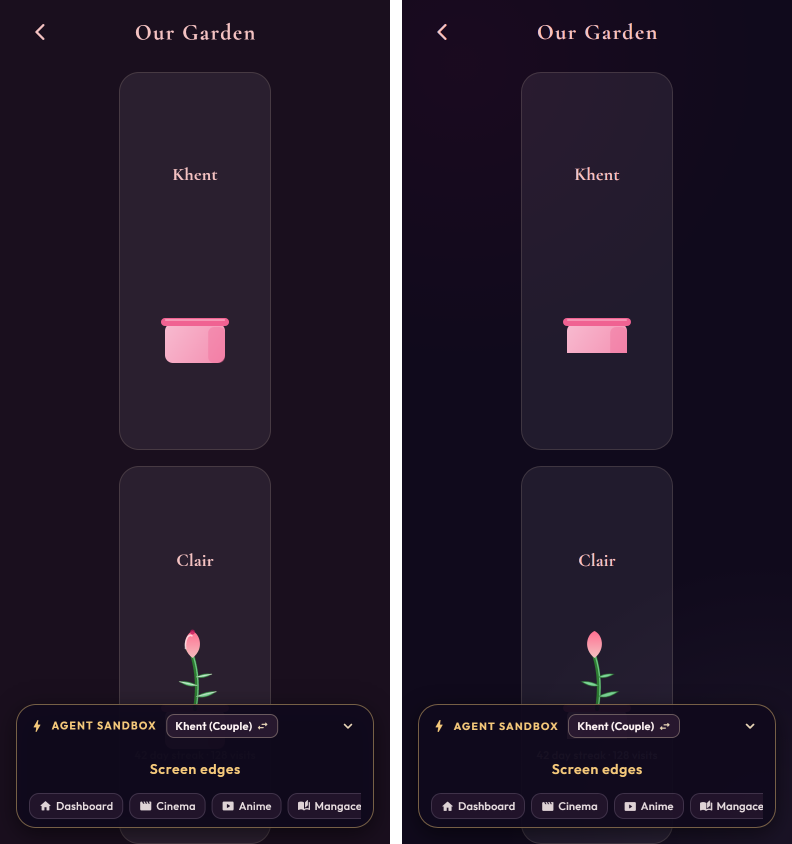 Our Garden
Khent
Clair
AGENT SANDBOX Khent (Couple)
Screen edges
Dashboard Cinema Anime Mangace
Our Garden
Khent
Clair
AGENT SANDBOX Khent (Couple)
Screen edges
Dashboard Cinema Anime Mangace